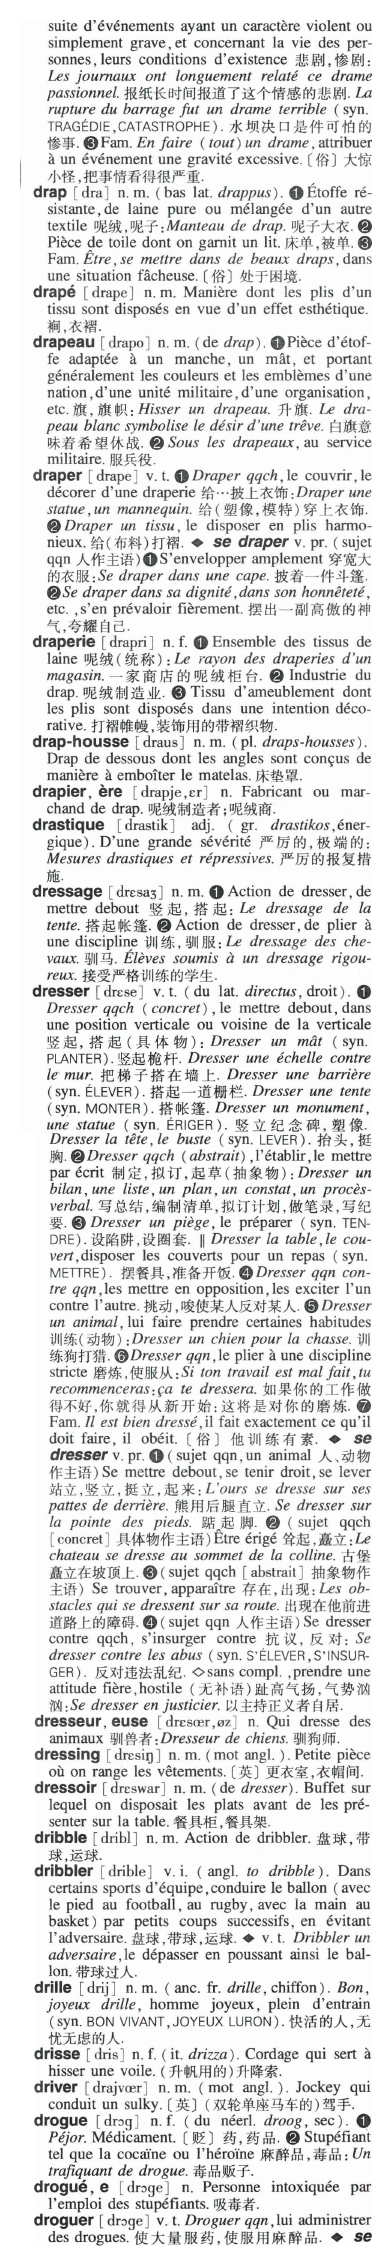 suite d'événements ayant un caractère violent ou
simplement grave, et concernant la vie des per-
sonnes, leurs conditions d'existence 悲剧,惨剧:
Les journaux ont longuement relaté ce drame
passionnel. 报纸长时间报道了这个情感的悲剧. La
rupture du barrage fut un drame terrible (syn.
TRAGÉDIE, CATASTROPHE). 水坝决口是件可怕的
惨事. ❸ Fam. En faire (tout) un drame, attribuer
à un événement une gravité excessive. 〔俗〕大惊
小怪,把事情看得很严重.
drap [dra] n. m. (bas lat. drappus). ❶ Étoffe ré-
sistante, de laine pure ou mélangée d'un autre
textile 呢绒,呢子: Manteau de drap. 呢子大衣. ❷
Pièce de toile dont on garnit un lit. 床单,被单. ❸
Fam. Être, se mettre dans de beaux draps, dans
une situation fâcheuse. 〔俗〕处于困境.
drapé [drape] n. m. Manière dont les plis d'un
tissu sont disposés en vue d'un effet esthétique.
裥,衣褶.
drapeau [drapo] n. m. (de drap). ❶ Pièce d'étof-
fe adaptée à un manche, un mât, et portant
généralement les couleurs et les emblèmes d'une
nation, d'une unité militaire, d'une organisation,
etc. 旗,旗帜: Hisser un drapeau. 升旗. Le dra-
peau blanc symbolise le désir d'une trêve. 白旗意
味着希望休战. ❷ Sous les drapeaux, au service
militaire. 服兵役.
draper [drape] v. t. ❶ Draper qqch, le couvrir, le
décorer d'une draperie 给…披上衣饰: Draper une
statue, un mannequin. 给(塑像,模特)穿上衣饰.
❷ Draper un tissu, le disposer en plis harmo-
nieux. 给(布料)打褶. ◆ se draper v. pr. (sujet
qqn 人作主语) ❶ S'envelopper amplement 穿宽大
的衣服: Se draper dans une cape. 披着一件斗篷.
❷ Se draper dans sa dignité, dans son honnêteté,
etc., s'en prévaloir fièrement. 摆出一副高傲的神
气,夸耀自己.
draperie [drapri] n. f. ❶ Ensemble des tissus de
laine 呢绒(统称): Le rayon des draperies d'un
magasin. 一家商店的呢绒柜台. ❷ Industrie du
drap. 呢绒制造业. ❸ Tissu d'ameublement dont
les plis sont disposés dans une intention déco-
rative. 打褶帷幔,装饰用的带褶织物.
drap-housse [draus] n. m. (pl. draps-housses).
Drap de dessous dont les angles sont conçus de
manière à emboîter le matelas. 床垫罩.
drapier, ère [drapje, ɛr] n. Fabricant ou mar-
chand de drap. 呢绒制造者;呢绒商.
drastique [drastik] adj. (gr. drastikos, éner-
gique). D'une grande sévérité 严厉的,极端的:
Mesures drastiques et répressives. 严厉的报复措
施.
dressage [drɛsaʒ] n. m. ❶ Action de dresser, de
mettre debout 竖起,搭起: Le dressage de la
tente. 搭起帐篷. ❷ Action de dresser, de plier à
une discipline 训练,驯服: Le dressage des che-
vaux. 驯马. Élèves soumis à un dressage rigou-
reux. 接受严格训练的学生.
dresser [drɛse] v. t. (du lat. directus, droit). ❶
Dresser qqch (concret), le mettre debout, dans
une position verticale ou voisine de la verticale
竖起,搭起(具体物): Dresser un mât (syn.
PLANTER). 竖起桅杆. Dresser une échelle contre
le mur. 把梯子搭在墙上. Dresser une barrière
(syn. ÉLEVER). 搭起一道栅栏. Dresser une tente
(syn. MONTER). 搭帐篷. Dresser un monument,
une statue (syn. ÉRIGER). 竖立纪念碑,塑像.
Dresser la tête, le buste (syn. LEVER). 抬头,挺
胸. ❷ Dresser qqch (abstrait), l'établir, le mettre
par écrit 制定,拟订,起草(抽象物): Dresser un
bilan, une liste, un plan, un constat, un procès-
verbal. 写总结,编制清单,拟订计划,做笔录,写纪
要. ❸ Dresser un piège, le préparer (syn. TEN-
DRE). 设陷阱,设圈套. ‖ Dresser la table, le cou-
vert, disposer les couverts pour un repas (syn.
METTRE). 摆餐具,准备开饭. ❹ Dresser qqn con-
tre qqn, les mettre en opposition, les exciter l'un
contre l'autre. 挑动,唆使某人反对某人. ❺ Dresser
un animal, lui faire prendre certaines habitudes
训练(动物): Dresser un chien pour la chasse. 训
练狗打猎. ❻ Dresser qqn, le plier à une discipline
stricte 磨炼,使服从: Si ton travail est mal fait, tu
recommenceras: ça te dressera. 如果你的工作做
得不好,你就得从新开始:这将是对你的磨炼. ❼
Fam. Il est bien dressé, il fait exactement ce qu'il
doit faire, il obéit. 〔俗〕他训练有素. ◆ se
dresser v. pr. ❶ (sujet qqn, un animal 人、动物
作主语) Se mettre debout, se tenir droit, se lever
站立,竖立,挺立,起来: L'ours se dresse sur ses
pattes de derrière. 熊用后腿直立. Se dresser sur
la pointe des pieds. 踮起脚. ❷ (sujet qqch
[concret] 具体物作主语) Être érigé 耸起,矗立: Le
chateau se dresse au sommet de la colline. 古堡
矗立在坡顶上. ❸ (sujet qqch [abstrait] 抽象物作
主语) Se trouver, apparaître 存在,出现: Les ob-
stacles qui se dressent sur sa route. 出现在他前进
道路上的障碍. ❹ (sujet qqn 人作主语) Se dresser
contre qqch, s'insurger contre 抗议,反对: Se
dresser contre les abus (syn. S'ÉLEVER, S'INSUR-
GER). 反对违法乱纪. ◇ sans compl., prendre une
attitude fière, hostile (无补语) 趾高气扬,气势汹
汹: Se dresser en justicier. 以主持正义者自居.
dresseur, euse [drɛsœr, øz] n. Qui dresse des
animaux 驯兽者: Dresseur de chiens. 驯狗师.
dressing [drɛsiŋ] n. m. (mot angl.). Petite pièce
où on range les vêtements. 〔英〕更衣室,衣帽间.
dressoir [drɛswar] n. m. (de dresser). Buffet sur
lequel on disposait les plats avant de les pré-
senter sur la table. 餐具柜,餐具架.
dribble [dribl] n. m. Action de dribbler. 盘球,带
球,运球.
dribbler [drible] v. i. (angl. to dribble). Dans
certains sports d'équipe, conduire le ballon (avec
le pied au football, au rugby, avec la main au
basket) par petits coups successifs, en évitant
l'adversaire. 盘球,带球,运球. ◆ v. t. Dribbler un
adversaire, le dépasser en poussant ainsi le bal-
lon. 带球过人.
drille [drij] n. m. (anc. fr. drille, chiffon). Bon,
joyeux drille, homme joyeux, plein d'entrain
(syn. BON VIVANT, JOYEUX LURON). 快活的人,无
忧无虑的人.
drisse [dris] n. f. (it. drizza). Cordage qui sert à
hisser une voile. (升帆用的)升降索.
driver [drajvœr] n. m. (mot angl.). Jockey qui
conduit un sulky. 〔英〕(双轮单座马车的)驾手.
drogue [drɔg] n. f. (du néerl. droog, sec). ❶
Péjor. Médicament. 〔贬〕药,药品. ❷ Stupéfiant
tel que la cocaïne ou l'héroïne 麻醉品,毒品: Un
trafiquant de drogue. 毒品贩子.
drogué, e [drɔge] n. Personne intoxiquée par
l'emploi des stupéfiants. 吸毒者.
droguer [drɔge] v. t. Droguer qqn, lui administrer
des drogues. 使大量服药,使服用麻醉品. ◆ se